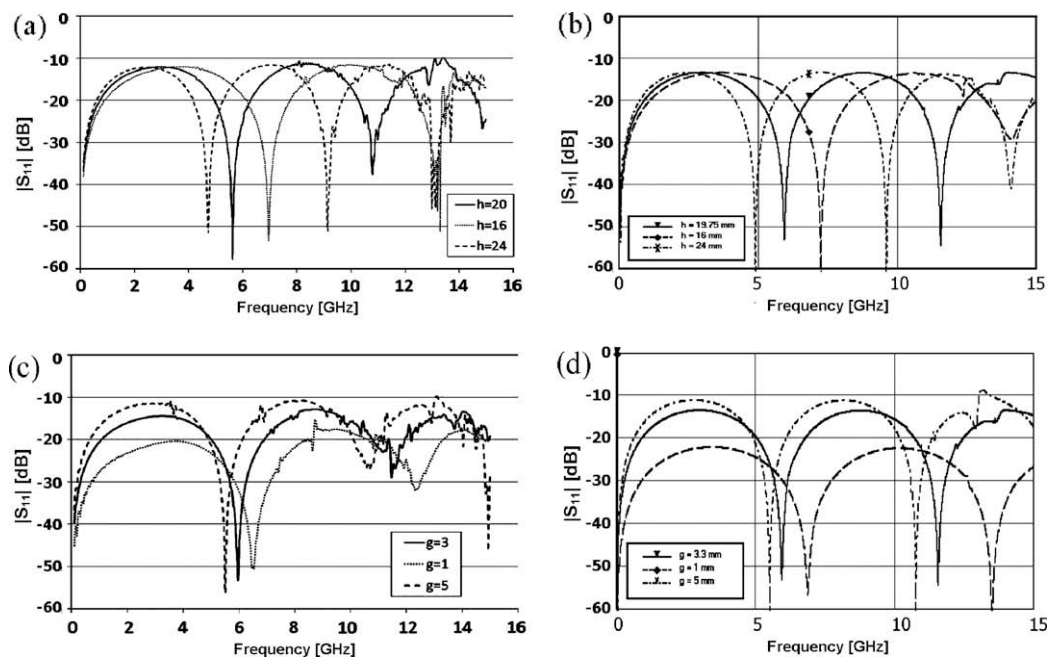 (a)
0
-10
-20
-30
-40
-50
-60
|S₁₁| [dB]
h=20
h=16
h=24
0 2 4 6 8 10 12 14 16
Frequency [GHz]
(b)
0
-10
-20
-30
-40
-50
-60
|S₁₁| [dB]
h = 19.75 mm
h = 16 mm
h = 24 mm
0 5 10 15
Frequency [GHz]
(c)
0
-10
-20
-30
-40
-50
-60
|S₁₁| [dB]
g=3
g=1
g=5
0 2 4 6 8 10 12 14 16
Frequency [GHz]
(d)
0
-10
-20
-30
-40
-50
-60
|S₁₁| [dB]
g = 3.3 mm
g = 1 mm
g = 5 mm
0 5 10 15
Frequency [GHz]